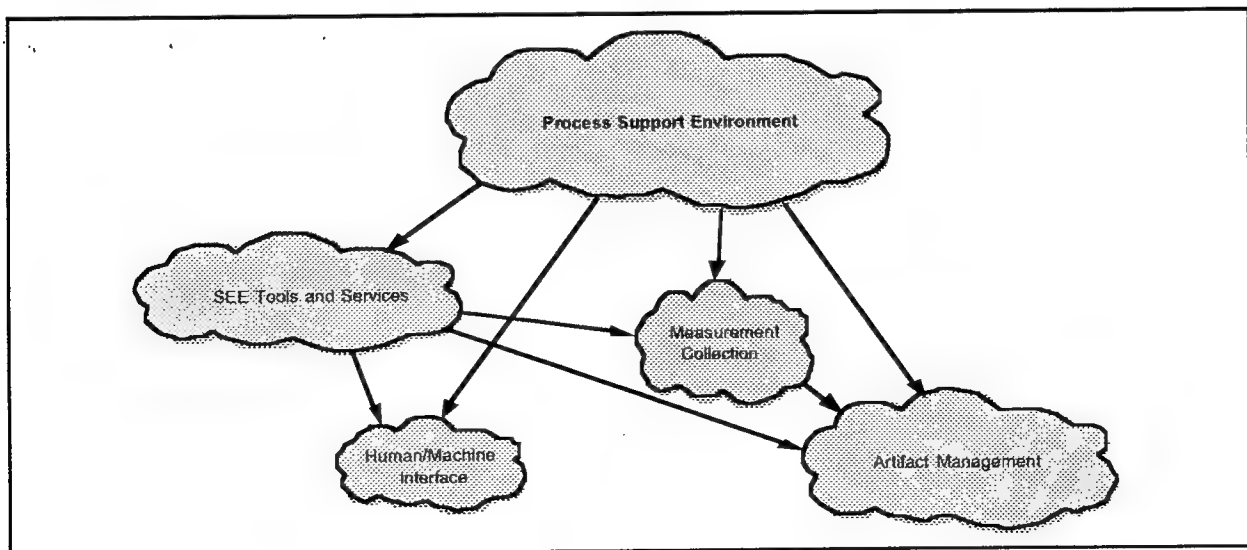 Process Support Environment
SEE Tools and Services
Measurement
Collection
Human/Machine
Interface
Artifact Management